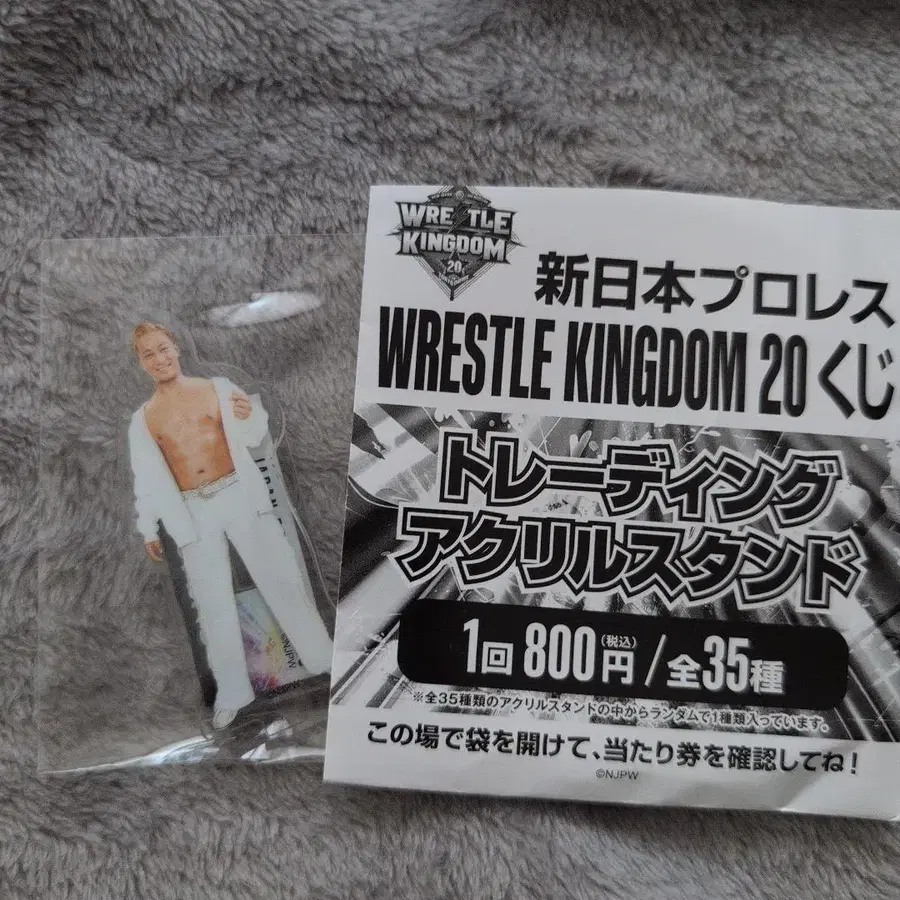 WRESTLE
KINGDOM
20
新日本プロレス
WRESTLE KINGDOM 20 くじ
トレーディング
アクリルスタンド
1回 800円(税込)/全35種
※全35種類のアクリルスタンドの中からランダムで1種類入っています。
この場で袋を開けて、当たり券を確認してね!
©NJPW